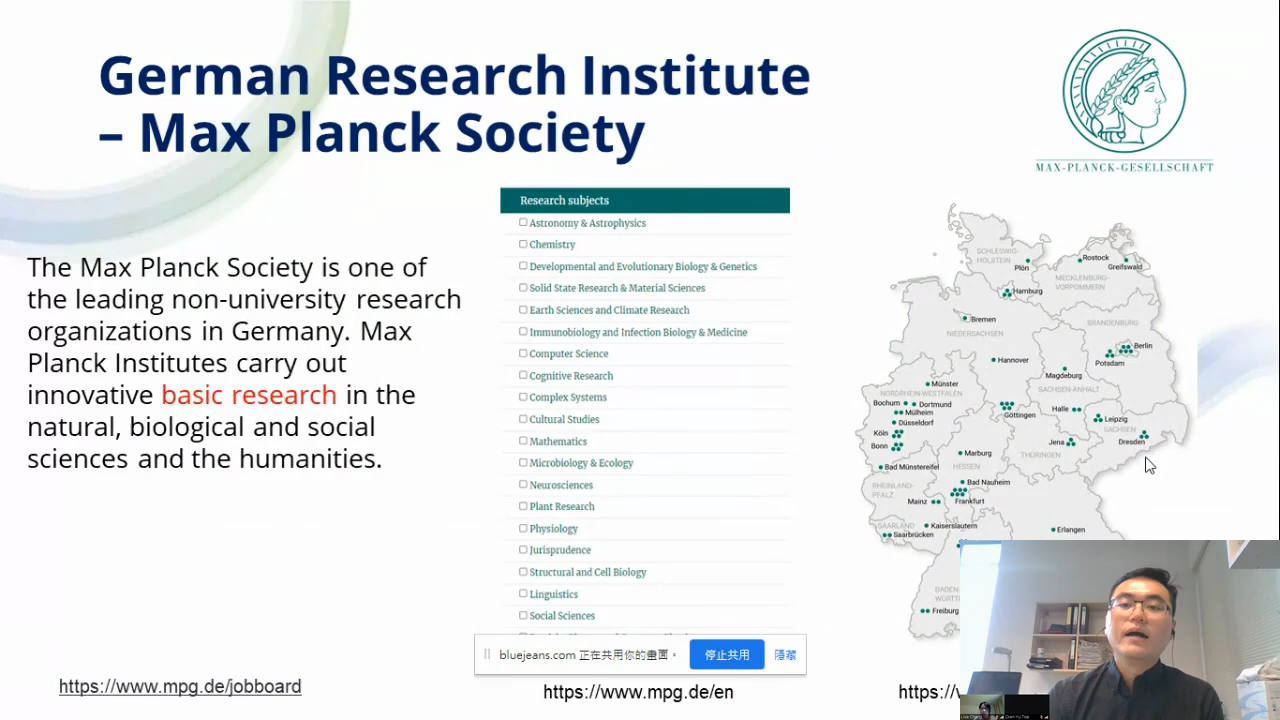 German Research Institute
– Max Planck Society
MAX-PLANCK-GESELLSCHAFT
The Max Planck Society is one of
the leading non-university research
organizations in Germany. Max
Planck Institutes carry out
innovative basic research in the
natural, biological and social
sciences and the humanities.
Research subjects
Astronomy & Astrophysics
Chemistry
Developmental and Evolutionary Biology & Genetics
Solid State Research & Material Sciences
Earth Sciences and Climate Research
Immunobiology and Infection Biology & Medicine
Computer Science
Cognitive Research
Complex Systems
Cultural Studies
Mathematics
Microbiology & Ecology
Neurosciences
Plant Research
Physiology
Jurisprudence
Structural and Cell Biology
Linguistics
Social Sciences
SCHLESWIG-
HOLSTEIN
Plön
Rostock
Greifswald
MECKLENBURG-
VORPOMMERN
Hamburg
Bremen
NIEDERSACHSEN
BRANDENBURG
Berlin
Potsdam
Hannover
Magdeburg
SACHSEN-ANHALT
Münster
NORDRHEIN-WESTFALEN
Bochum
Dortmund
Mülheim
Düsseldorf
Göttingen
Halle
Leipzig
SACHSEN
Dresden
Köln
Bonn
Jena
THÜRINGEN
Marburg
HESSEN
Bad Münstereifel
Bad Nauheim
RHEINLAND-
PFALZ
Mainz
Frankfurt
SAARLAND
Kaiserslautern
Saarbrücken
Erlangen
BADEN-
WÜRTT
Freiburg
bluejeans.com 正在共用你的畫面。
停止共用
隱藏
https://www.mpg.de/jobboard
https://www.mpg.de/en
https://